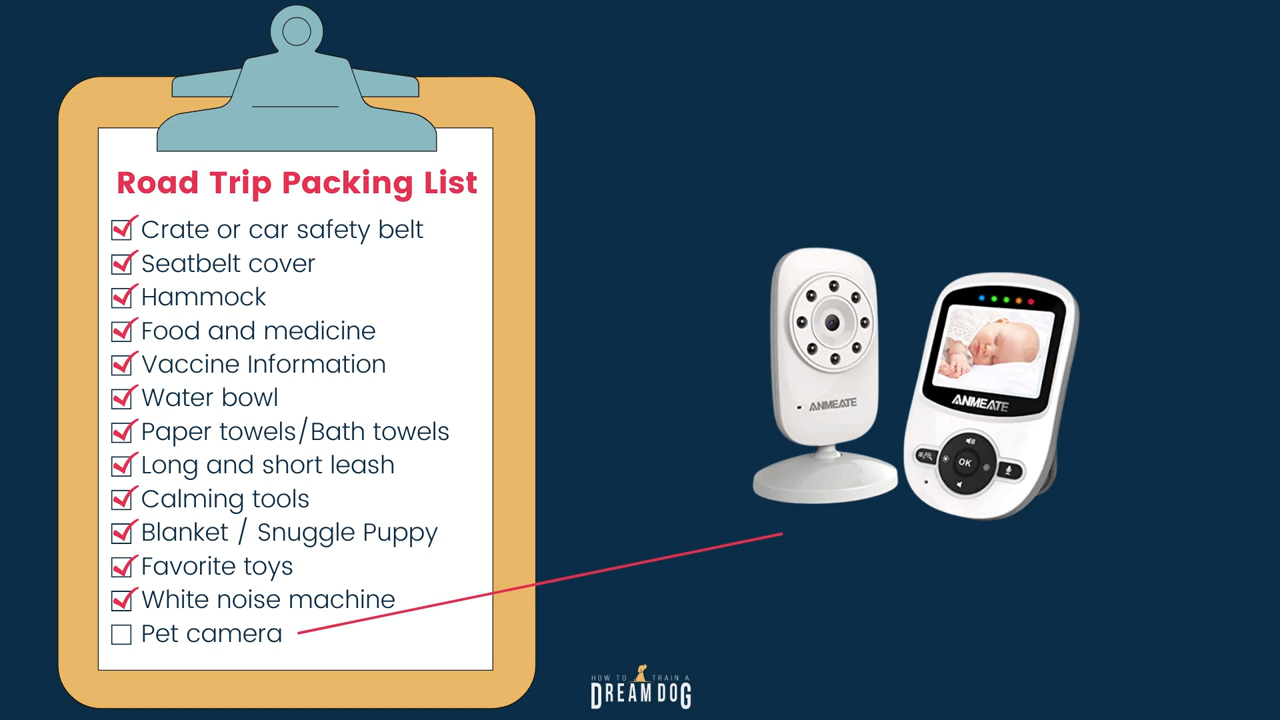 Road Trip Packing List
Crate or car safety belt
Seatbelt cover
Hammock
Food and medicine
Vaccine Information
Water bowl
Paper towels/Bath towels
Long and short leash
Calming tools
Blanket / Snuggle Puppy
Favorite toys
White noise machine
Pet camera
ANMEATE
ANMEATE
OK
HOW TO TRAIN A
DREAM DOG